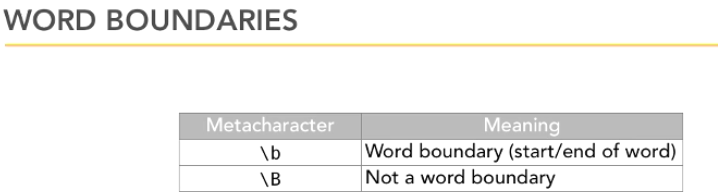 WORD BOUNDARIES
Metacharacter Meaning
\b Word boundary (start/end of word)
\B Not a word boundary